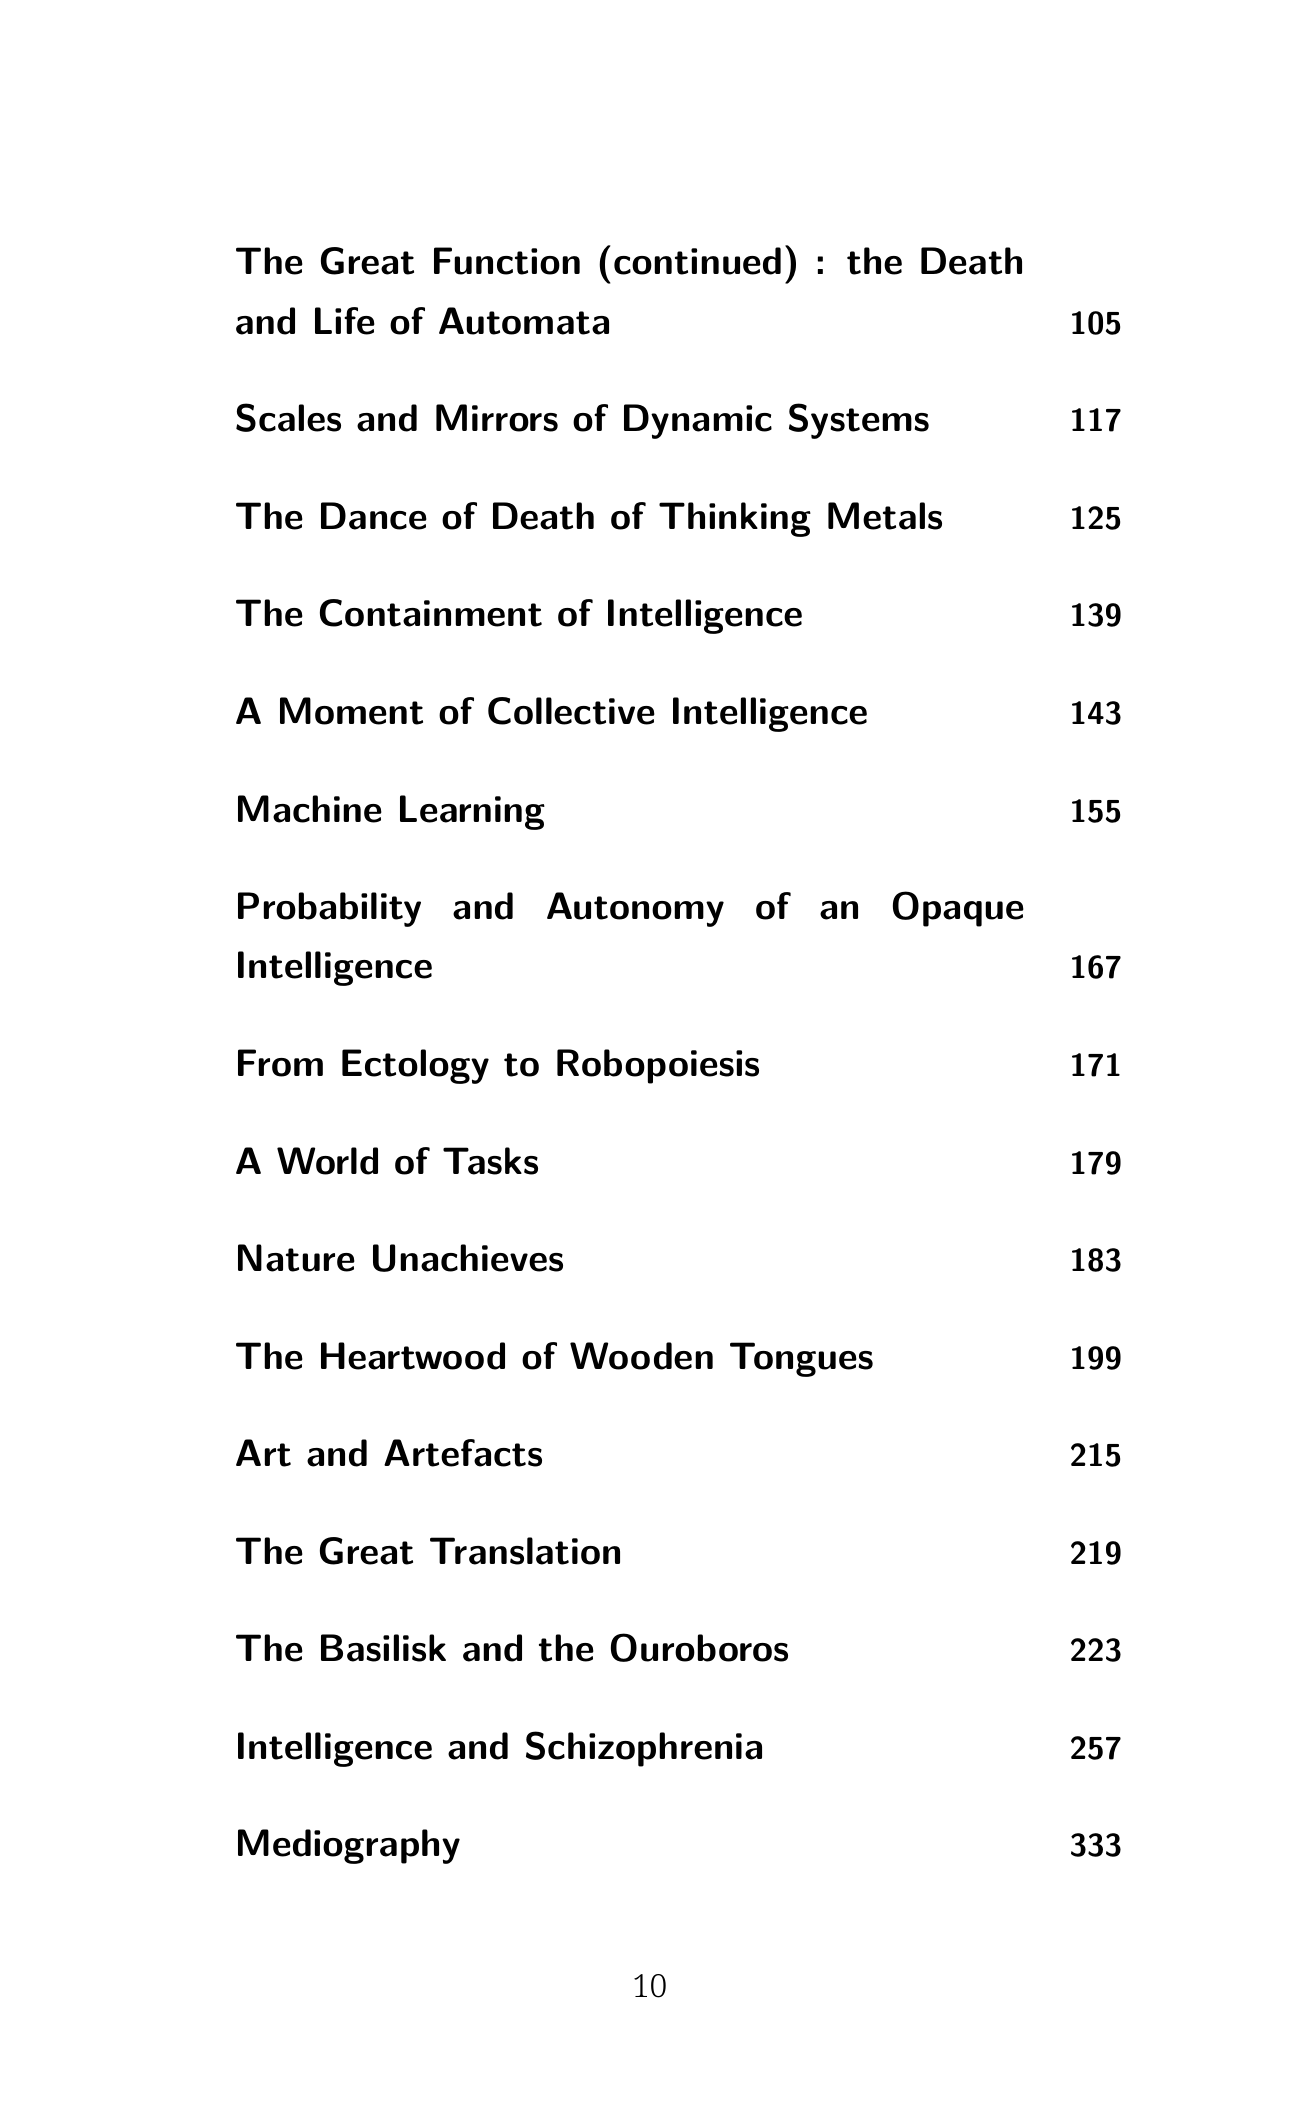 The Great Function (continued) : the Death
and Life of Automata 105
Scales and Mirrors of Dynamic Systems 117
The Dance of Death of Thinking Metals 125
The Containment of Intelligence 139
A Moment of Collective Intelligence 143
Machine Learning 155
Probability and Autonomy of an Opaque
Intelligence 167
From Ectology to Robopoiesis 171
A World of Tasks 179
Nature Unachieves 183
The Heartwood of Wooden Tongues 199
Art and Artefacts 215
The Great Translation 219
The Basilisk and the Ouroboros 223
Intelligence and Schizophrenia 257
Mediography 333
10